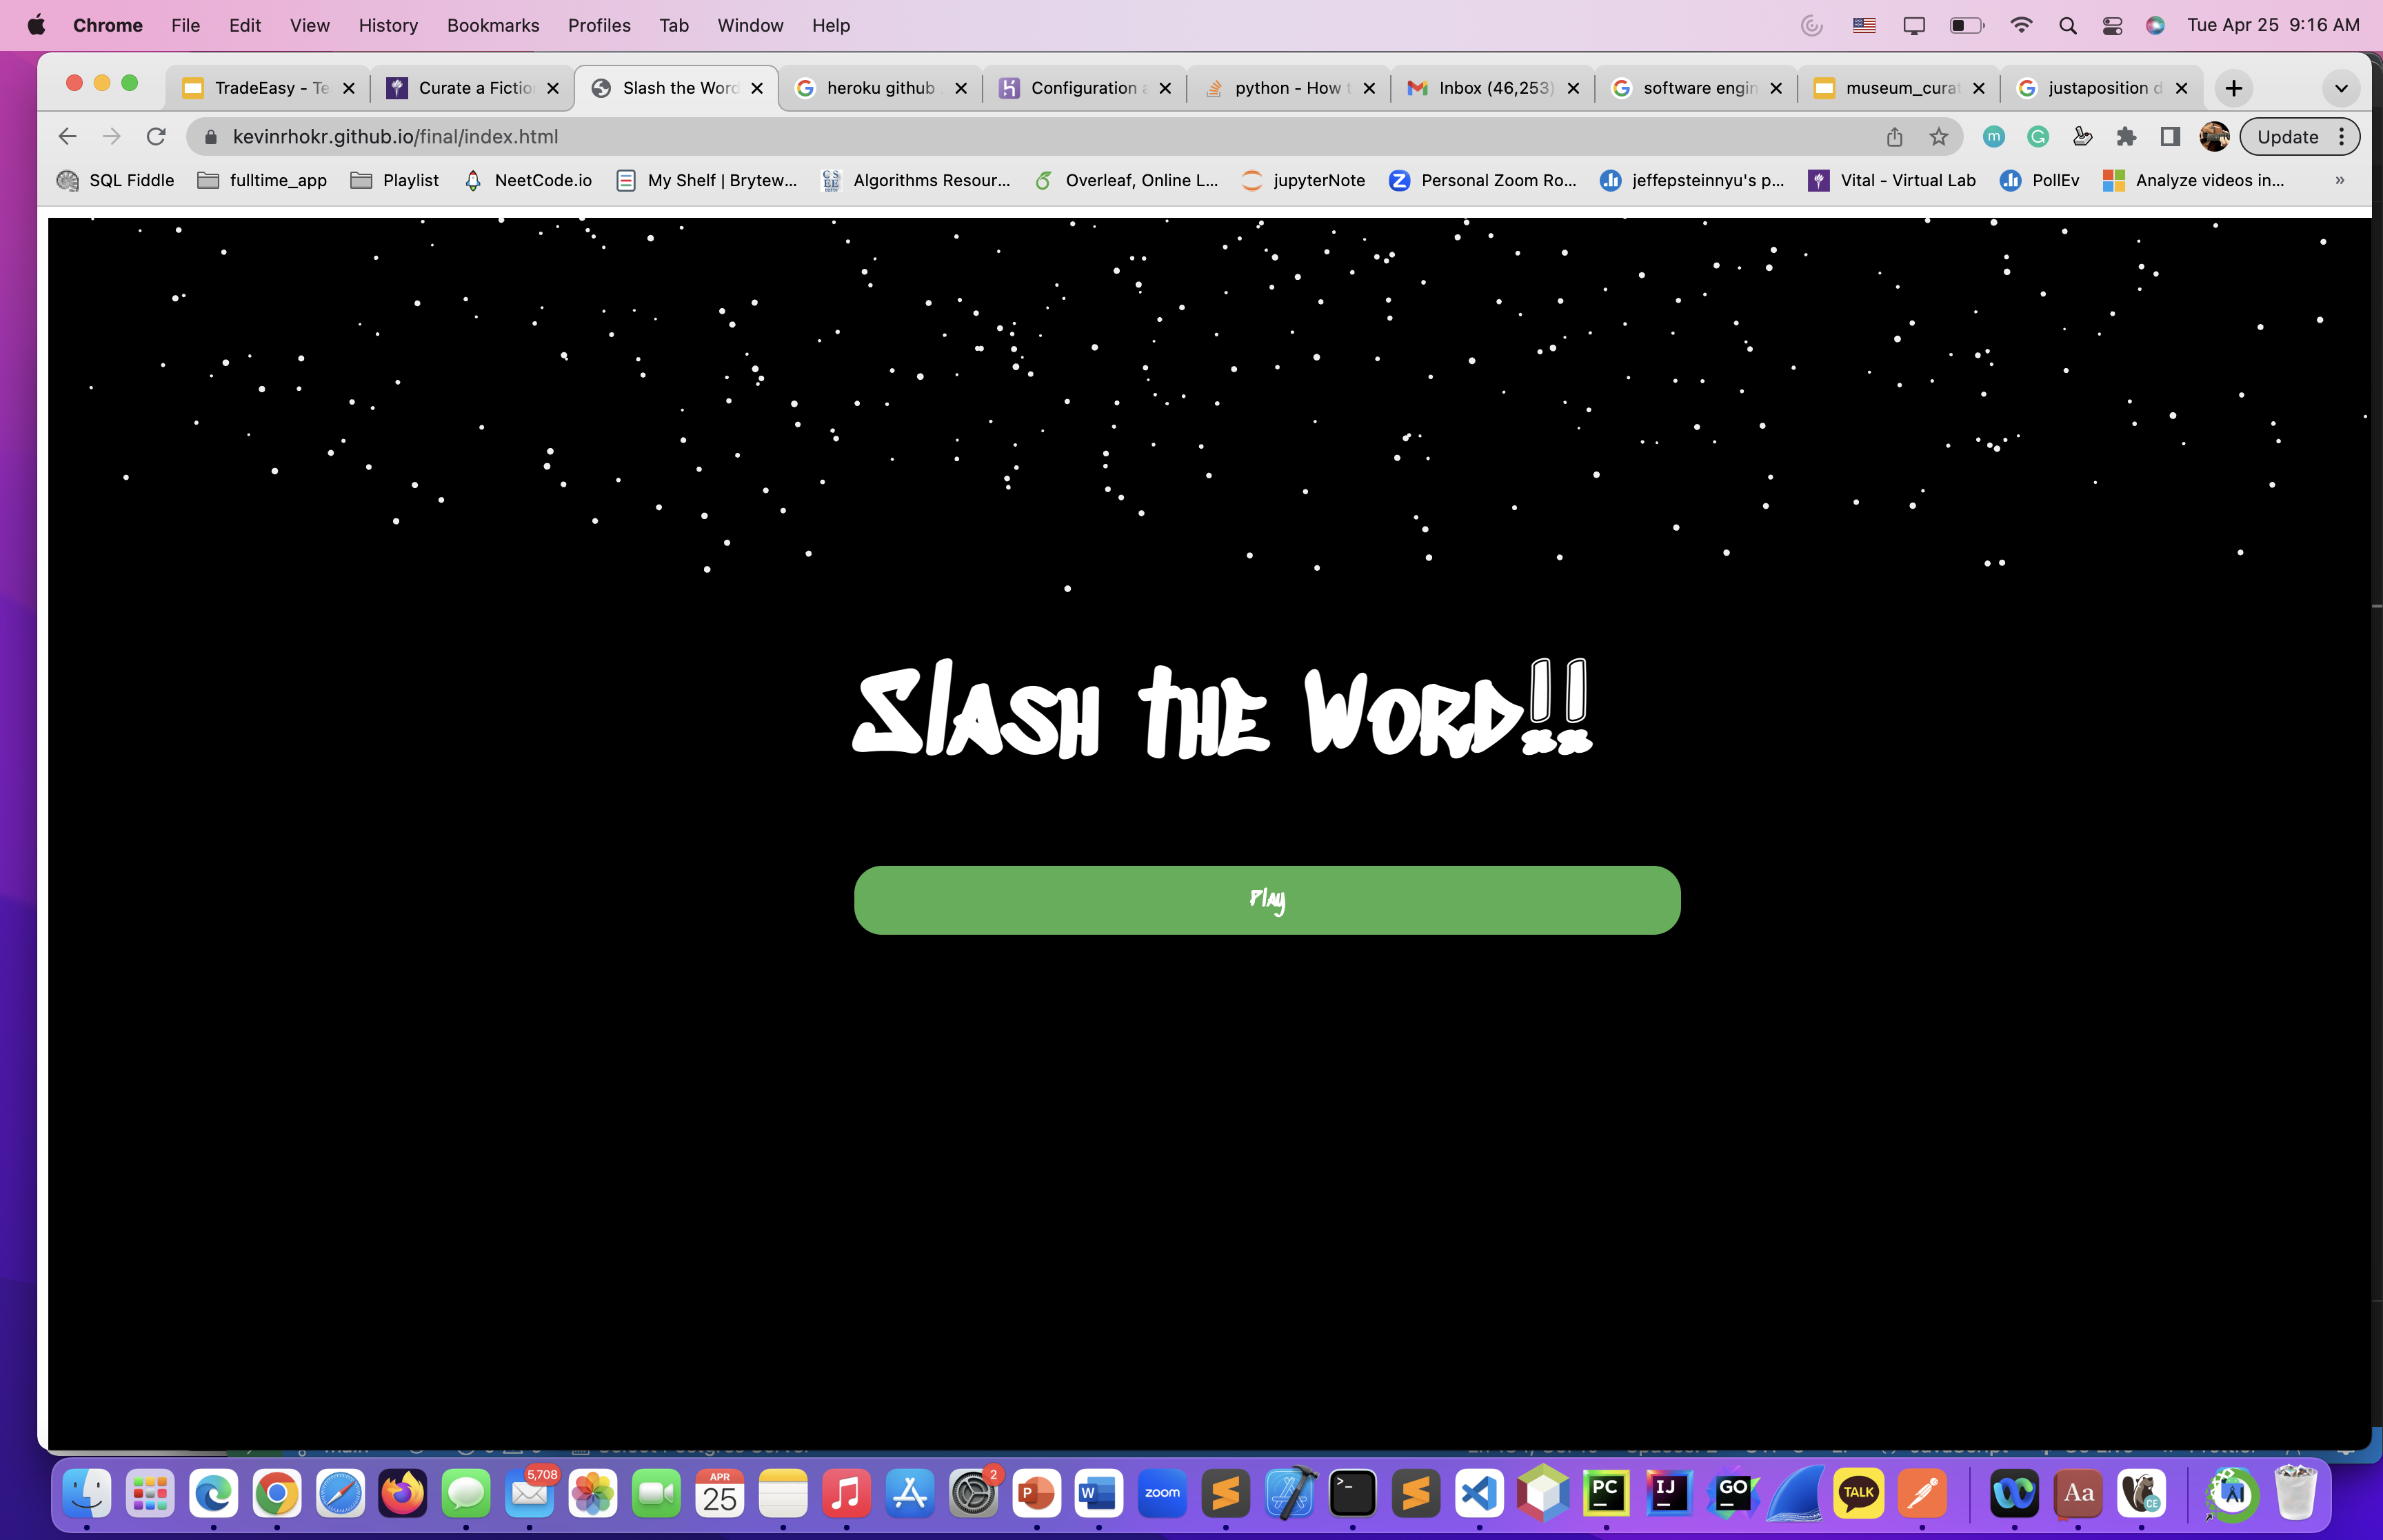 Chrome File Edit View History Bookmarks Profiles Tab Window Help Tue Apr 25 9:16 AM
TradeEasy - Te Curate a Fictio Slash the Word heroku github Configuration a python - How t Inbox (46,253) software engin museum_curat justaposition d
kevinrhokr.github.io/final/index.html m G Update
SQL Fiddle fulltime_app Playlist NeetCode.io My Shelf | Brytew... Algorithms Resour... Overleaf, Online L... jupyterNote Z Personal Zoom Ro... jeffepsteinnyu's p... Vital - Virtual Lab PollEv Analyze videos in... »
Slash the Word!!
Play
5,708 APR 25 2 P W zoom >_ PC IJ GO TALK Aa CE AI